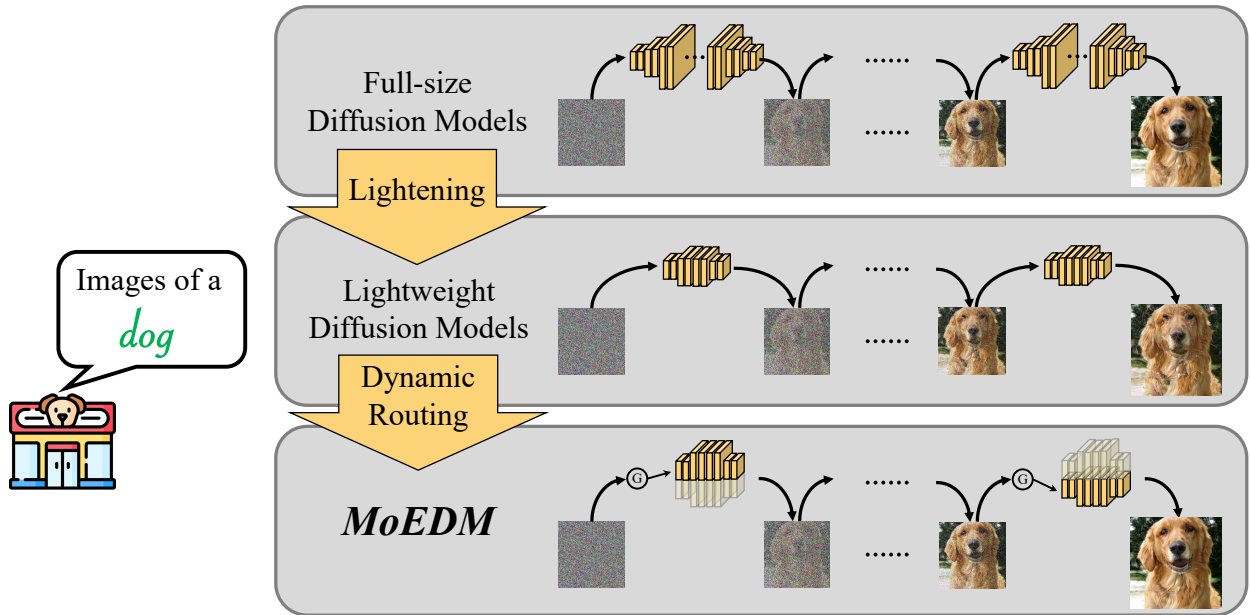 Full-size
Diffusion Models
......
......
Lightening
Images of a
dog
Lightweight
Diffusion Models
......
......
Dynamic
Routing
MoEDM
G
......
G
......